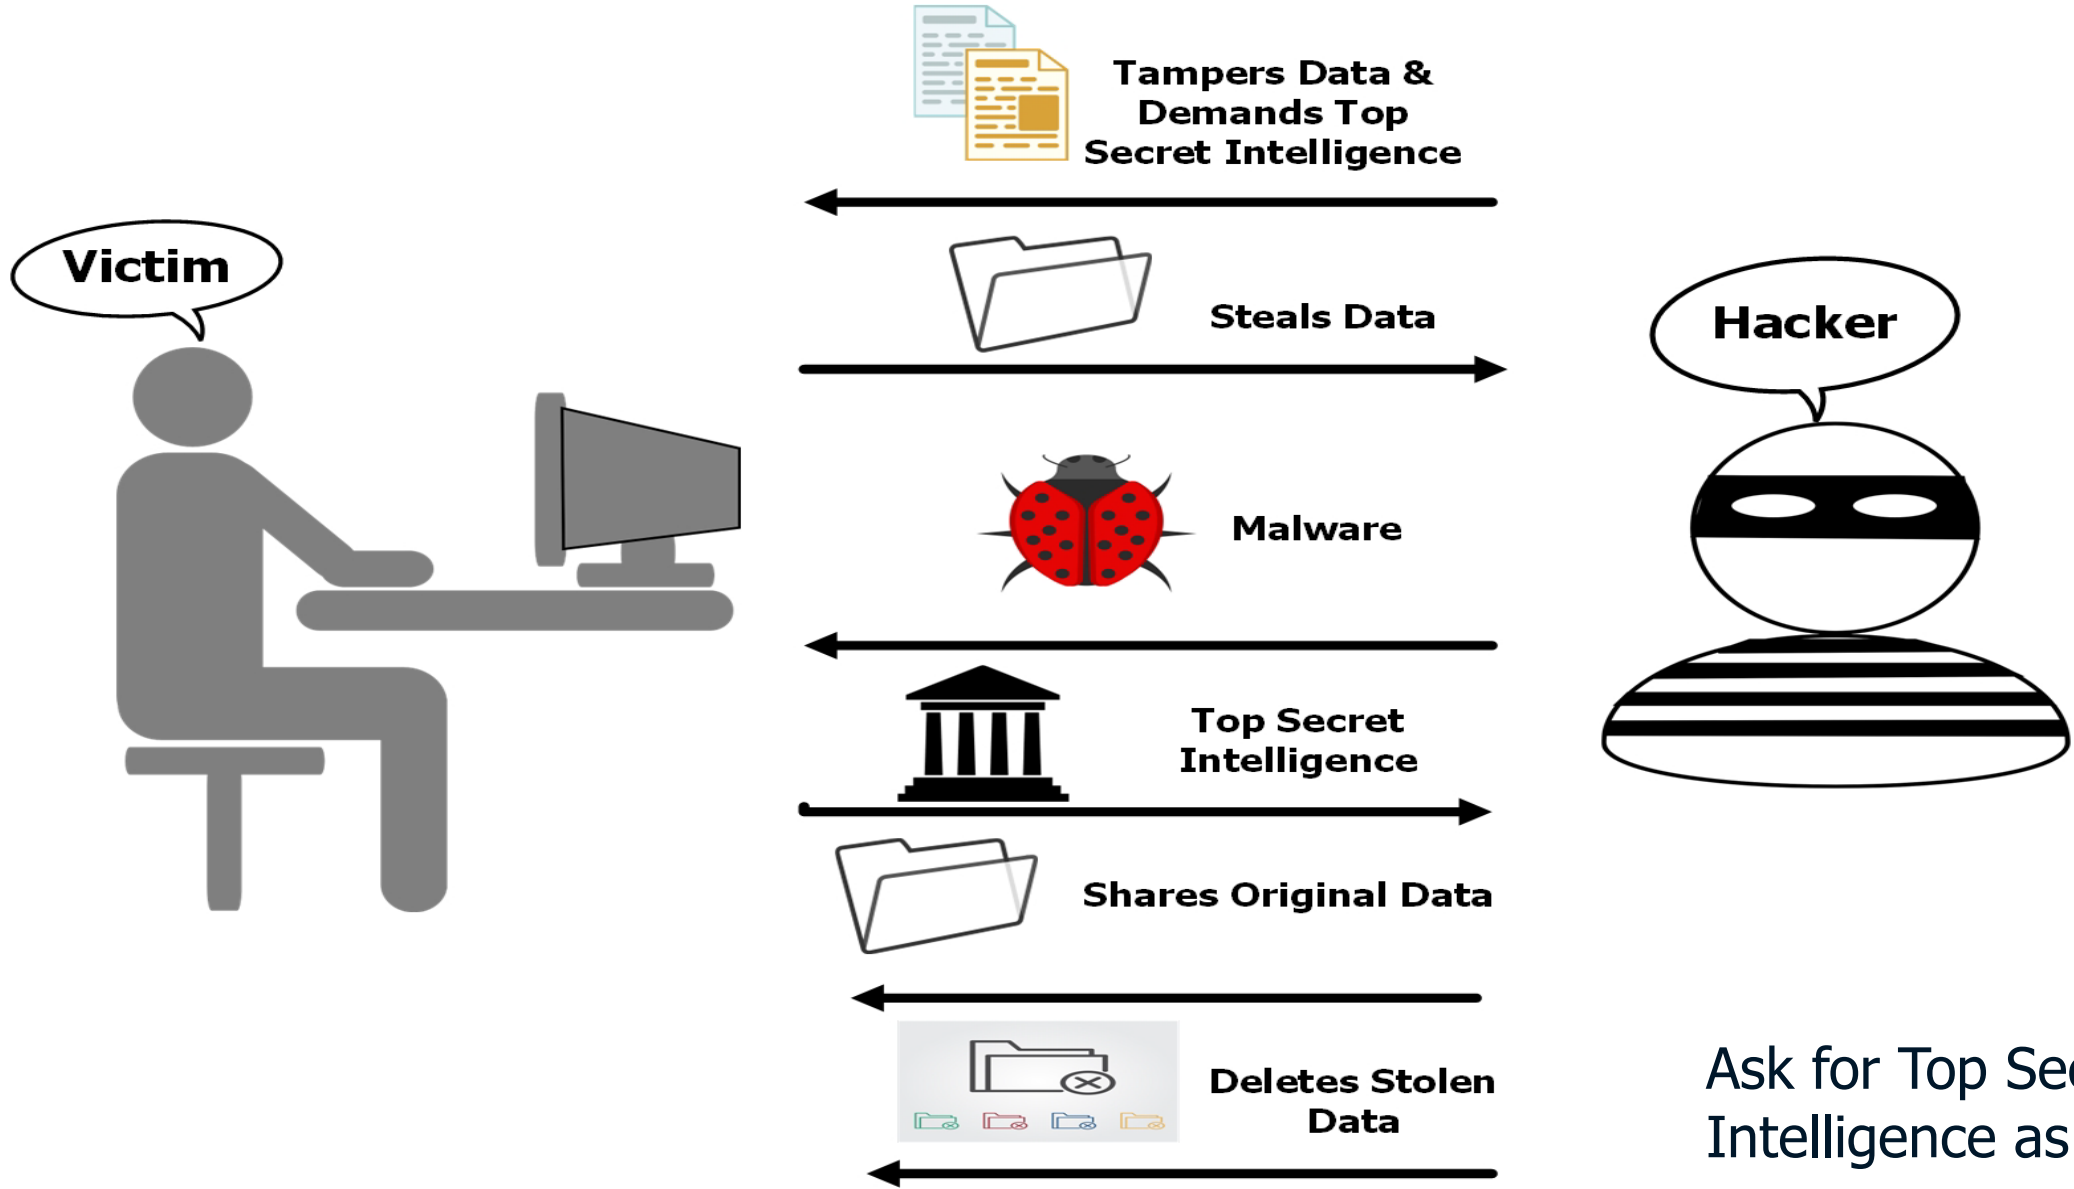 Tampers Data &
Demands Top
Secret Intelligence
Victim
Steals Data
Hacker
Malware
Top Secret
Intelligence
Shares Original Data
Deletes Stolen
Data
Ask for Top
Intelligence as